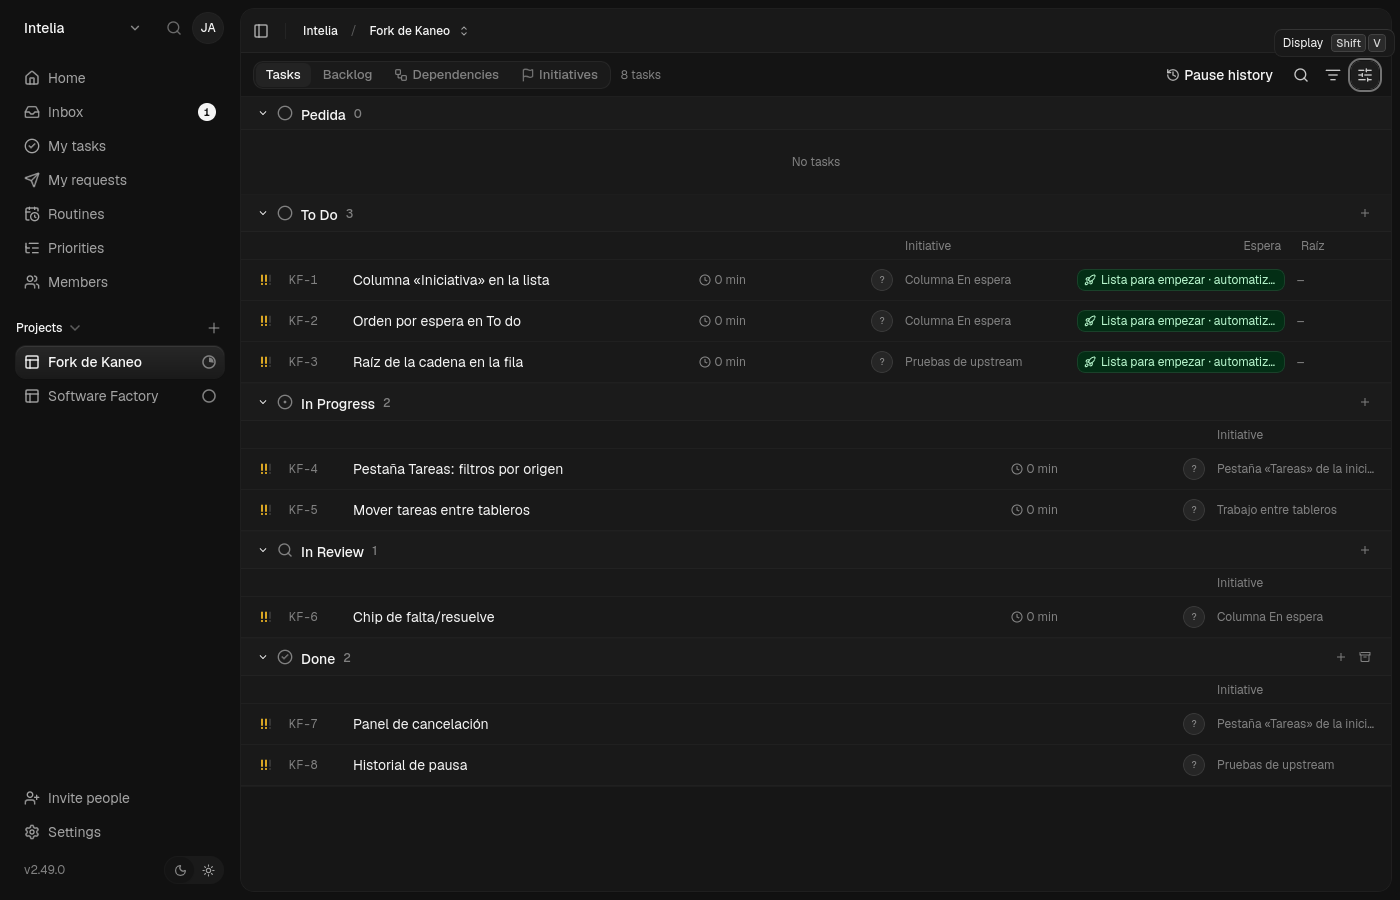 Intelia
JA
Home
Inbox
1
My tasks
My requests
Routines
Priorities
Members
Projects
Fork de Kaneo
Software Factory
Invite people
Settings
v2.49.0
Intelia / Fork de Kaneo
Display Shift V
Tasks Backlog Dependencies Initiatives 8 tasks Pause history
Pedida 0
No tasks
To Do 3
Initiative Espera Raíz
KF-1 Columna «Iniciativa» en la lista 0 min ? Columna En espera Lista para empezar · automatiz… –
KF-2 Orden por espera en To do 0 min ? Columna En espera Lista para empezar · automatiz… –
KF-3 Raíz de la cadena en la fila 0 min ? Pruebas de upstream Lista para empezar · automatiz… –
In Progress 2
Initiative
KF-4 Pestaña Tareas: filtros por origen 0 min ? Pestaña «Tareas» de la inici…
KF-5 Mover tareas entre tableros 0 min ? Trabajo entre tableros
In Review 1
Initiative
KF-6 Chip de falta/resuelve 0 min ? Columna En espera
Done 2
Initiative
KF-7 Panel de cancelación ? Pestaña «Tareas» de la inici…
KF-8 Historial de pausa ? Pruebas de upstream